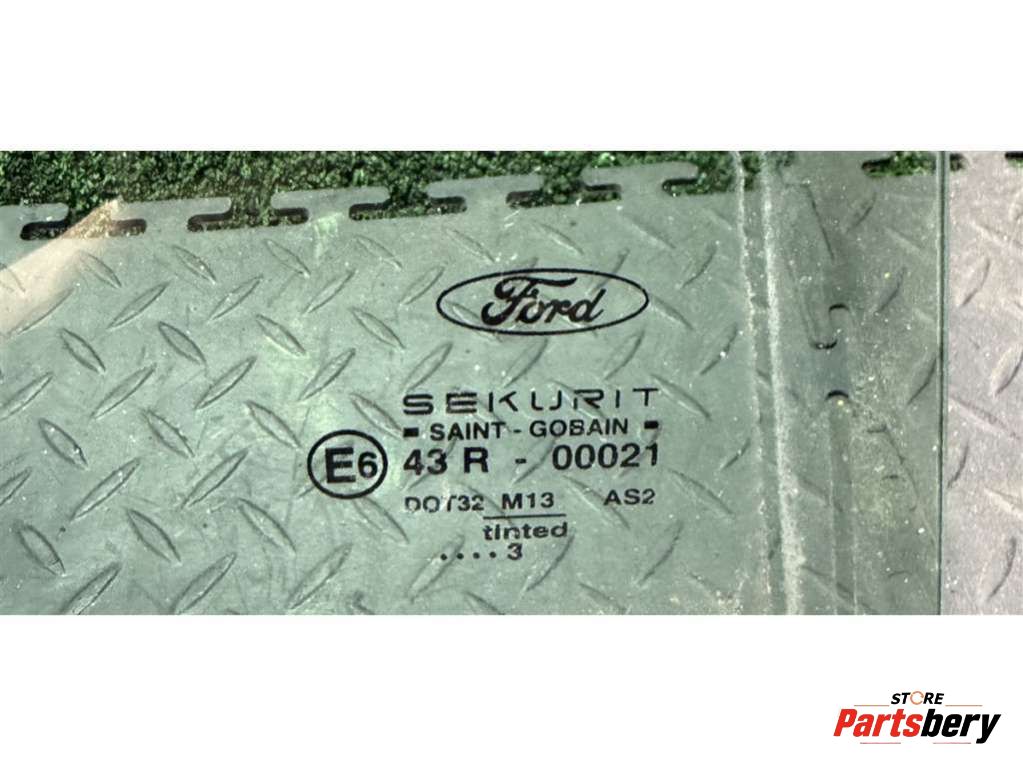 Ford
SEKURIT
- SAINT - GOBAIN -
E6 43 R - 00021
DOT32 M13 AS2
tinted
....3
STORE
Partsbery